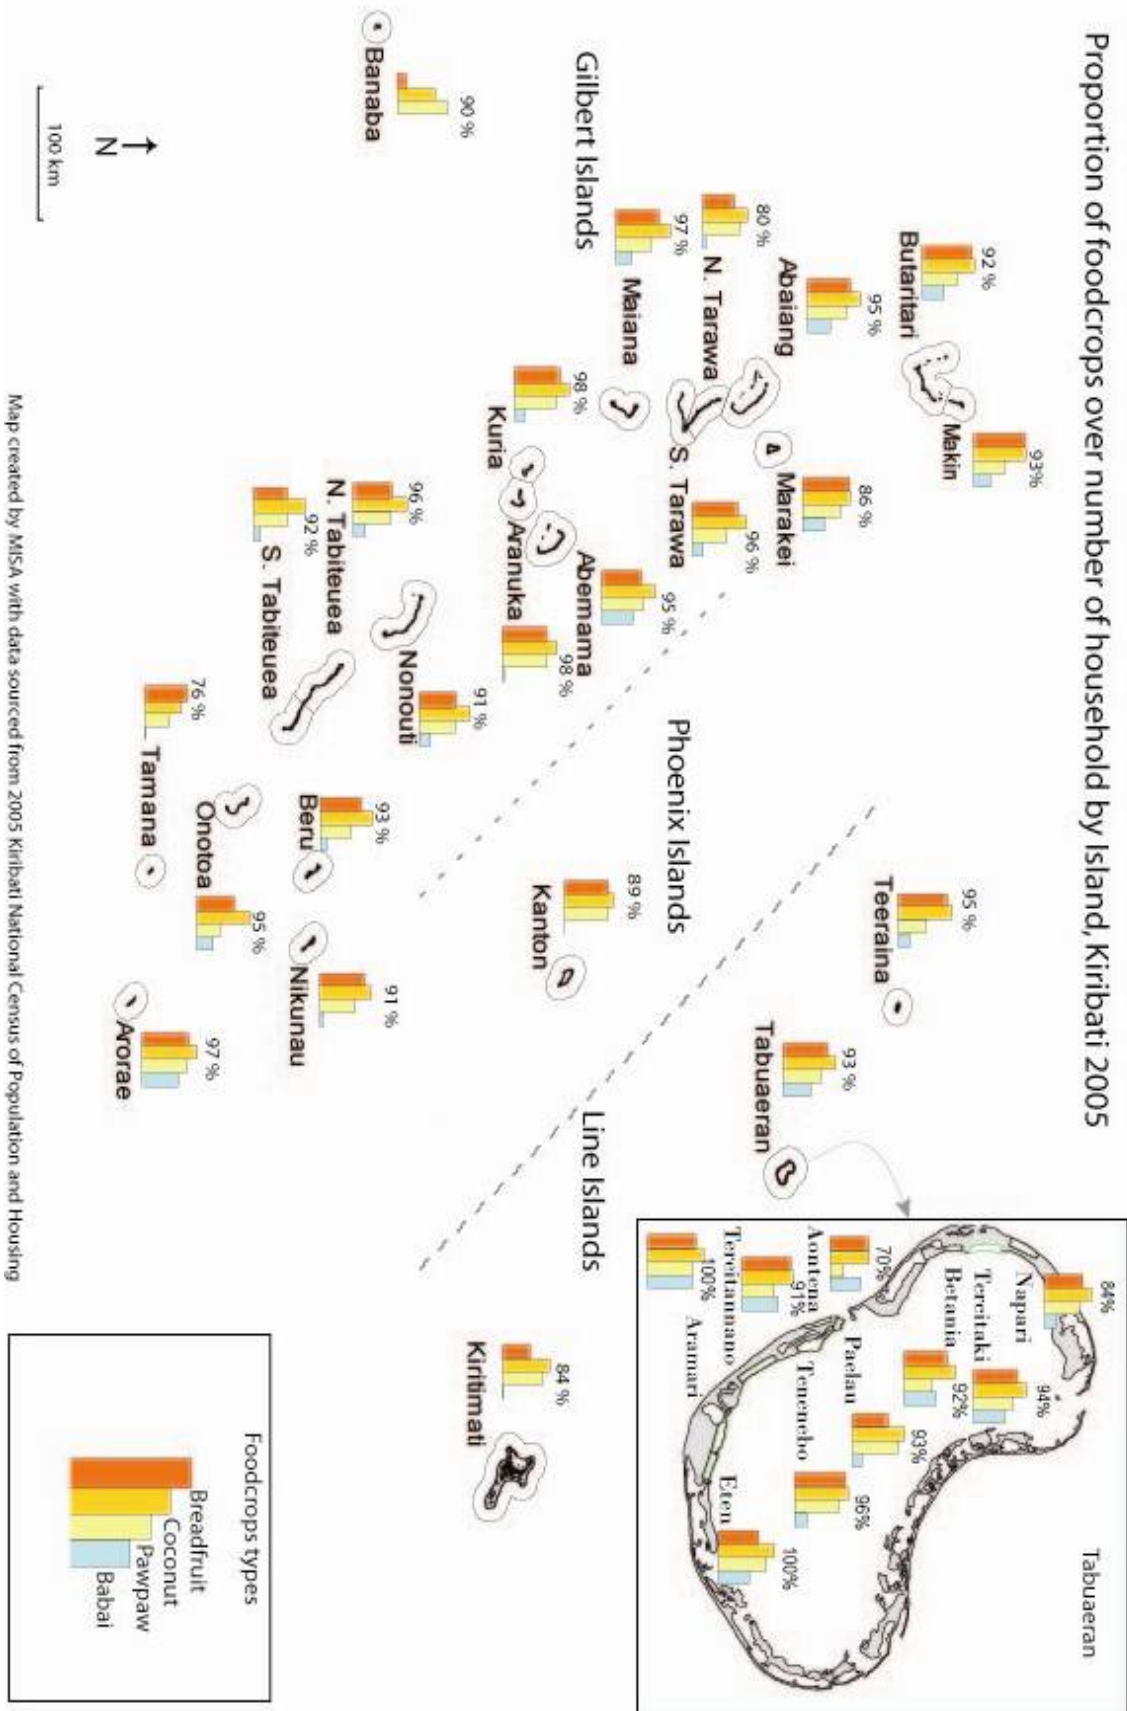 Proportion of foodcrops over number of household by Island, Kiribati 2005
92 %
Butaritari
93%
Makin
95 %
Abaiang
86 %
Marakei
80 %
N. Tarawa
96 %
S. Tarawa
97 %
Maiana
Gilbert Islands
90 %
Banaba
98 %
Kuria
95 %
Abemama
98 %
Aranuka
96 %
N. Tabiteuea
92 %
S. Tabiteuea
91 %
Nonouti
93 %
Beru
76 %
Tamana
95 %
Onotoa
91 %
Nikunau
97 %
Arorae
Phoenix Islands
89 %
Kanton
95 %
Teeraina
93 %
Tabuaeran
Line Islands
84 %
Kiritimati
Tabuaeran
84%
Napari
94%
Tereitaki
92%
Betania
70%
Aontena
93%
Paelau
96%
Tenenebo
91%
Tereitannano
100%
Aramari
100%
Eten
Foodcrops types
Breadfruit
Coconut
Pawpaw
Babai
N
100 km
Map created by MISA with data sourced from 2005 Kiribati National Census of Population and Housing